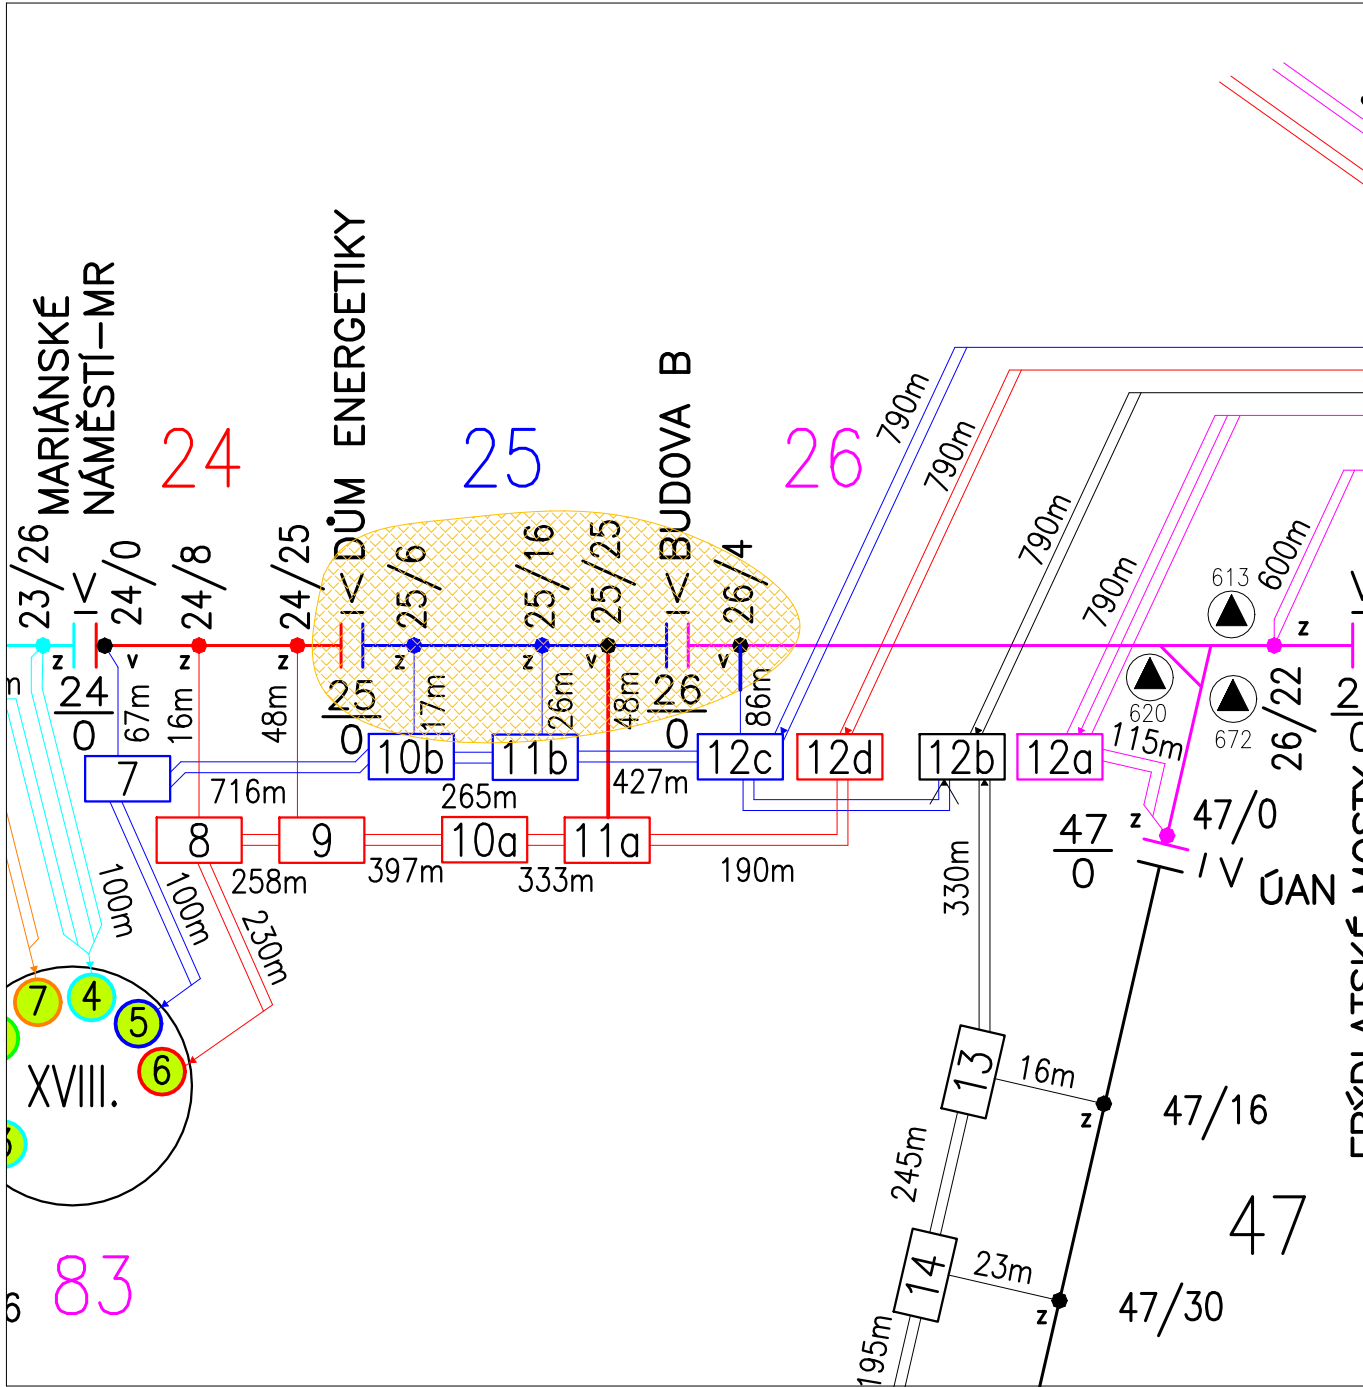 MARIÁNSKÉ
NÁMĚSTÍ–MR
DŮM ENERGETIKY
BUDOVA B
24
25
26
23/26
24/0
24/8
24/25
25/6
25/16
25/25
26/4
790m
790m
790m
790m
600m
613
620
672
26/22
z
v
z
z
z
z
v
v
z
24
0
25
0
26
0
67m
16m
48m
17m
26m
48m
86m
115m
7
10b
11b
12c
12d
12b
12a
716m
265m
427m
8
9
10a
11a
258m
397m
333m
190m
330m
47
0
z
47/0
ÚAN
100m
100m
230m
7
4
5
6
XVIII.
13
16m
z
47/16
245m
14
23m
z
47/30
195m
47
83